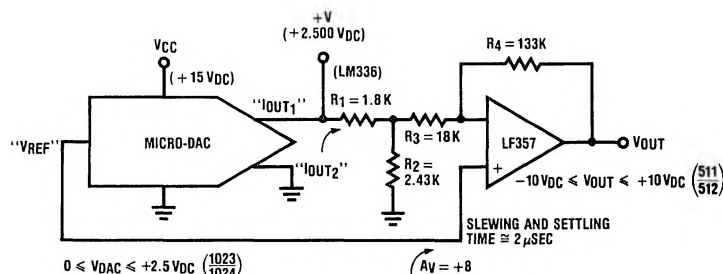 +V
(+2.500 VDC)
VCC
(+15 VDC)
(LM336)
R4 = 133K
"IOUT1"
R1 = 1.8K
R3 = 18K
"VREF"
MICRO-DAC
LF357
VOUT
"IOUT2"
R2 =
2.43K
+
−10 VDC ≤ VOUT ≤ +10 VDC (511/512)
SLEWING AND SETTLING
TIME ≅ 2 μSEC
0 ≤ VDAC ≤ +2.5 VDC (1023/1024)
AV = +8